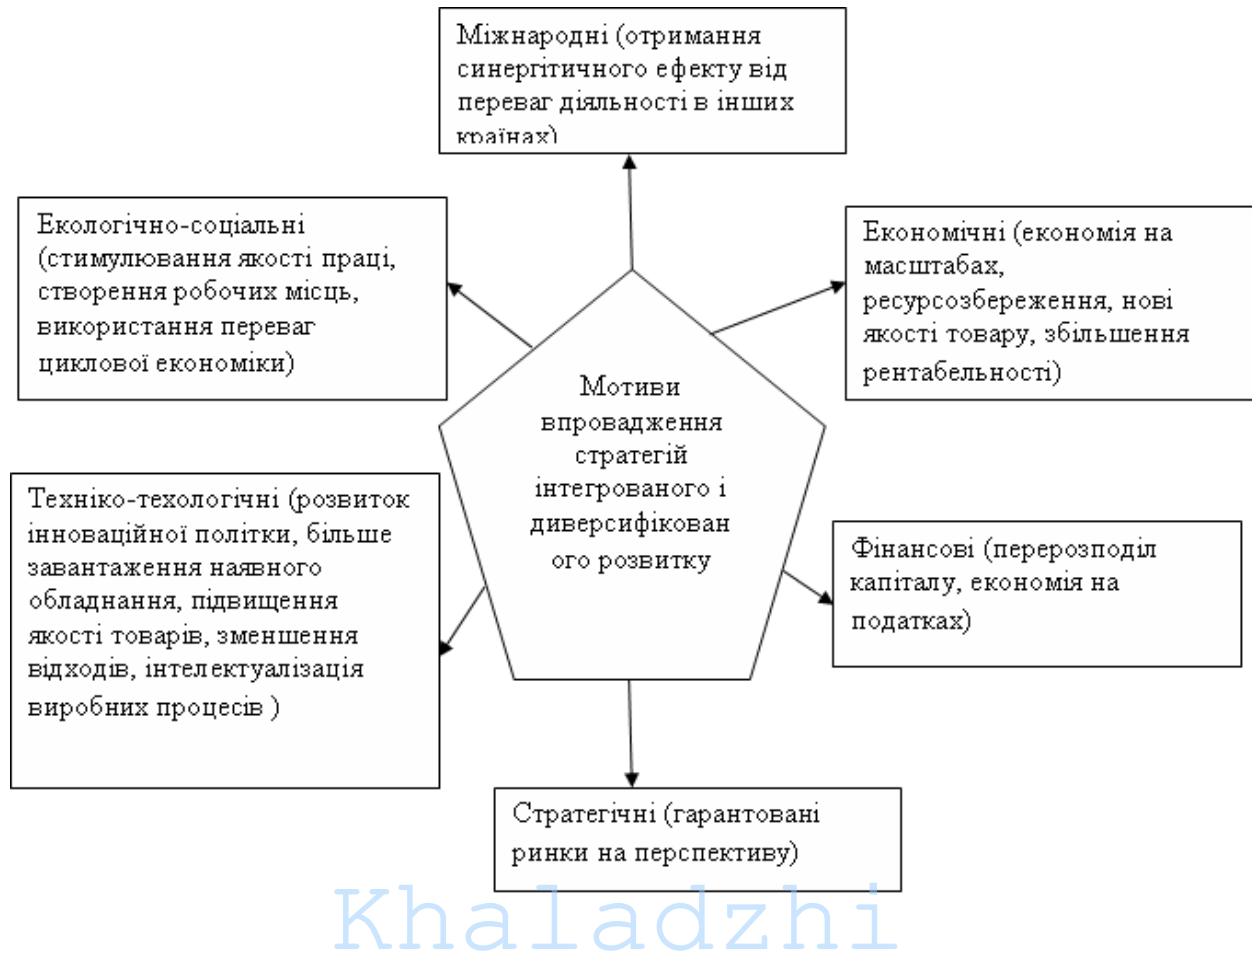 Міжнародні (отримання
синергітичного ефекту від
переваг діяльності в інших
країнах)
Екологічно-соціальні
(стимулювання якості праці,
створення робочих місць,
використання переваг
циклової економіки)
Економічні (економія на
масштабах,
ресурсозбереження, нові
якості товару, збільшення
рентабельності)
Мотиви
впровадження
стратегій
інтегрованого і
диверсифікован
ого розвитку
Техніко-техологічні (розвиток
інноваційної політки, більше
завантаження наявного
обладнання, підвищення
якості товарів, зменшення
відходів, інтелектуалізація
виробних процесів )
Фінансові (перерозподіл
капіталу, економія на
податках)
Стратегічні (гарантовані
ринки на перспективу)
Khaladzhi